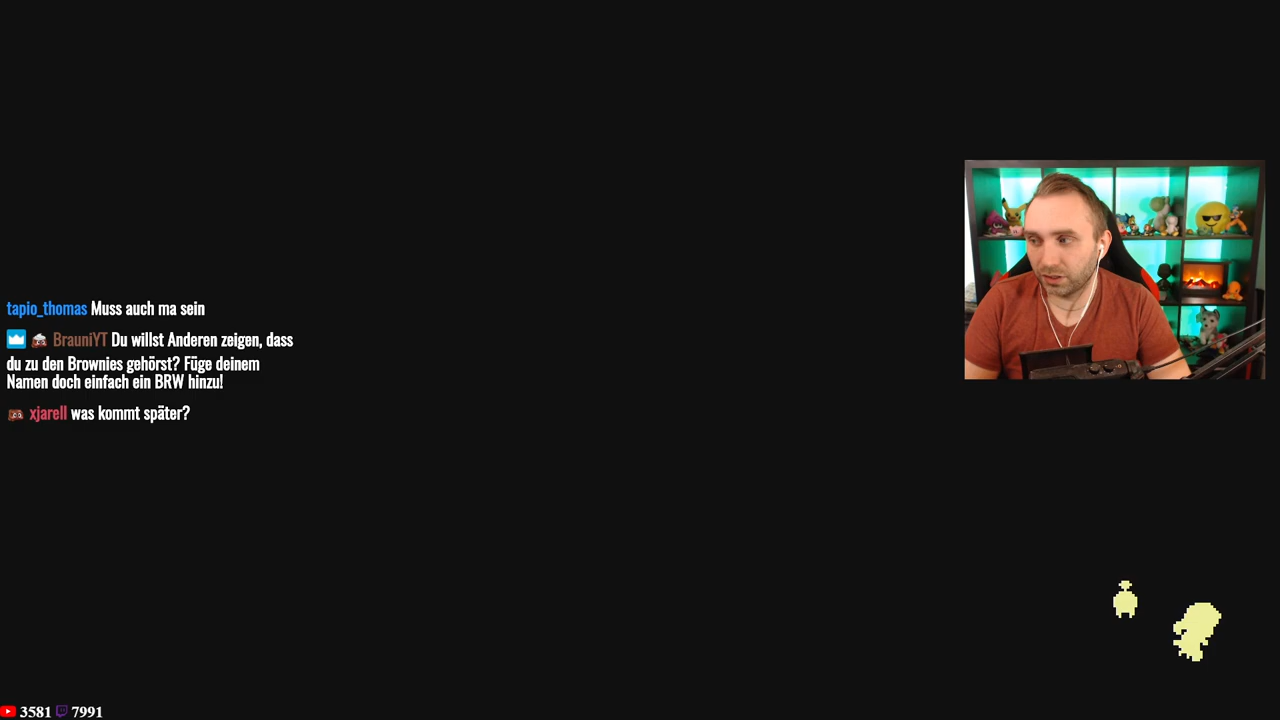 tapio_thomas Muss auch ma sein
BrauniYT Du willst Anderen zeigen, dass
du zu den Brownies gehörst? Füge deinem
Namen doch einfach ein BRW hinzu!
xjarell was kommt später?
3581 7991